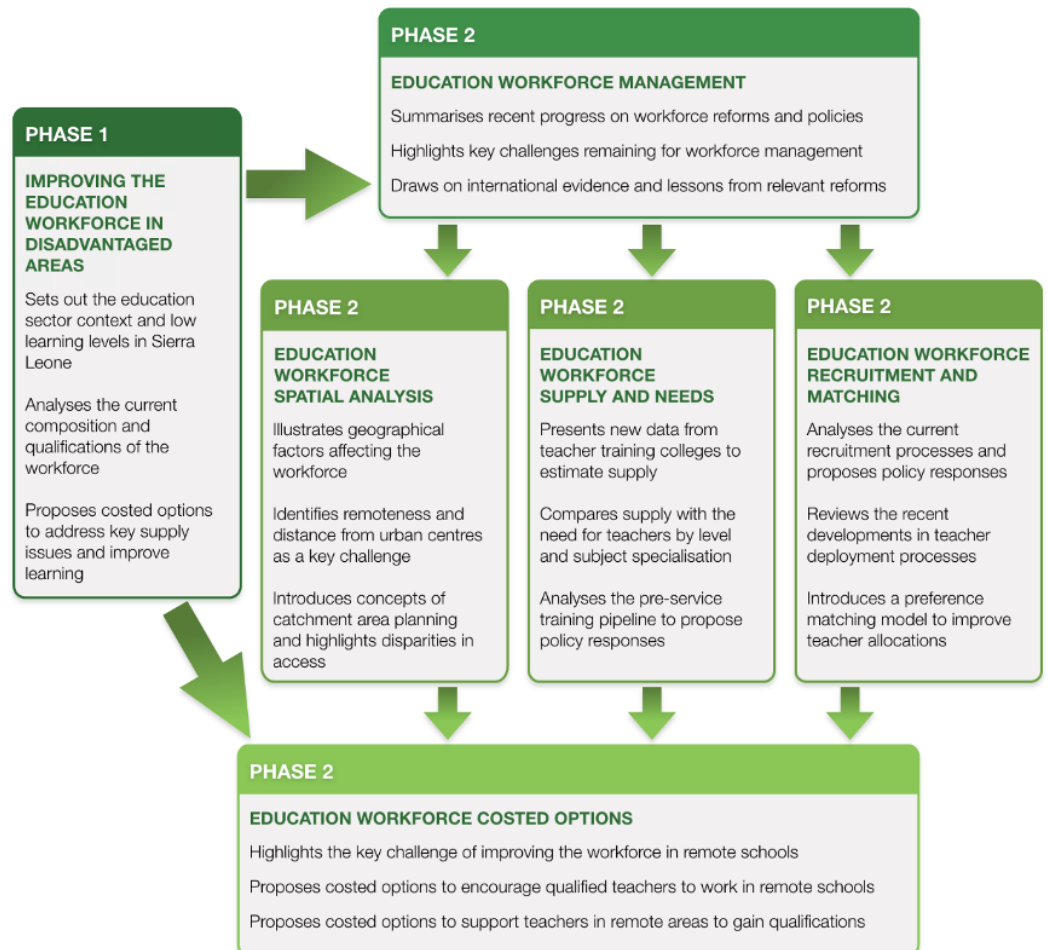 PHASE 1
IMPROVING THE
EDUCATION
WORKFORCE IN
DISADVANTAGED
AREAS
Sets out the education
sector context and low
learning levels in Sierra
Leone
Analyses the current
composition and
qualifications of the
workforce
Proposes costed options
to address key supply
issues and improve
learning
PHASE 2
EDUCATION WORKFORCE MANAGEMENT
Summarises recent progress on workforce reforms and policies
Highlights key challenges remaining for workforce management
Draws on international evidence and lessons from relevant reforms
PHASE 2
EDUCATION
WORKFORCE
SPATIAL ANALYSIS
Illustrates geographical
factors affecting the
workforce
Identifies remoteness and
distance from urban centres
as a key challenge
Introduces concepts of
catchment area planning
and highlights disparities in
access
PHASE 2
EDUCATION
WORKFORCE
SUPPLY AND NEEDS
Presents new data from
teacher training colleges to
estimate supply
Compares supply with the
need for teachers by level
and subject specialisation
Analyses the pre-service
training pipeline to propose
policy responses
PHASE 2
EDUCATION WORKFORCE
RECRUITMENT AND
MATCHING
Analyses the current
recruitment processes and
proposes policy responses
Reviews the recent
developments in teacher
deployment processes
Introduces a preference
matching model to improve
teacher allocations
PHASE 2
EDUCATION WORKFORCE COSTED OPTIONS
Highlights the key challenge of improving the workforce in remote schools
Proposes costed options to encourage qualified teachers to work in remote schools
Proposes costed options to support teachers in remote areas to gain qualifications